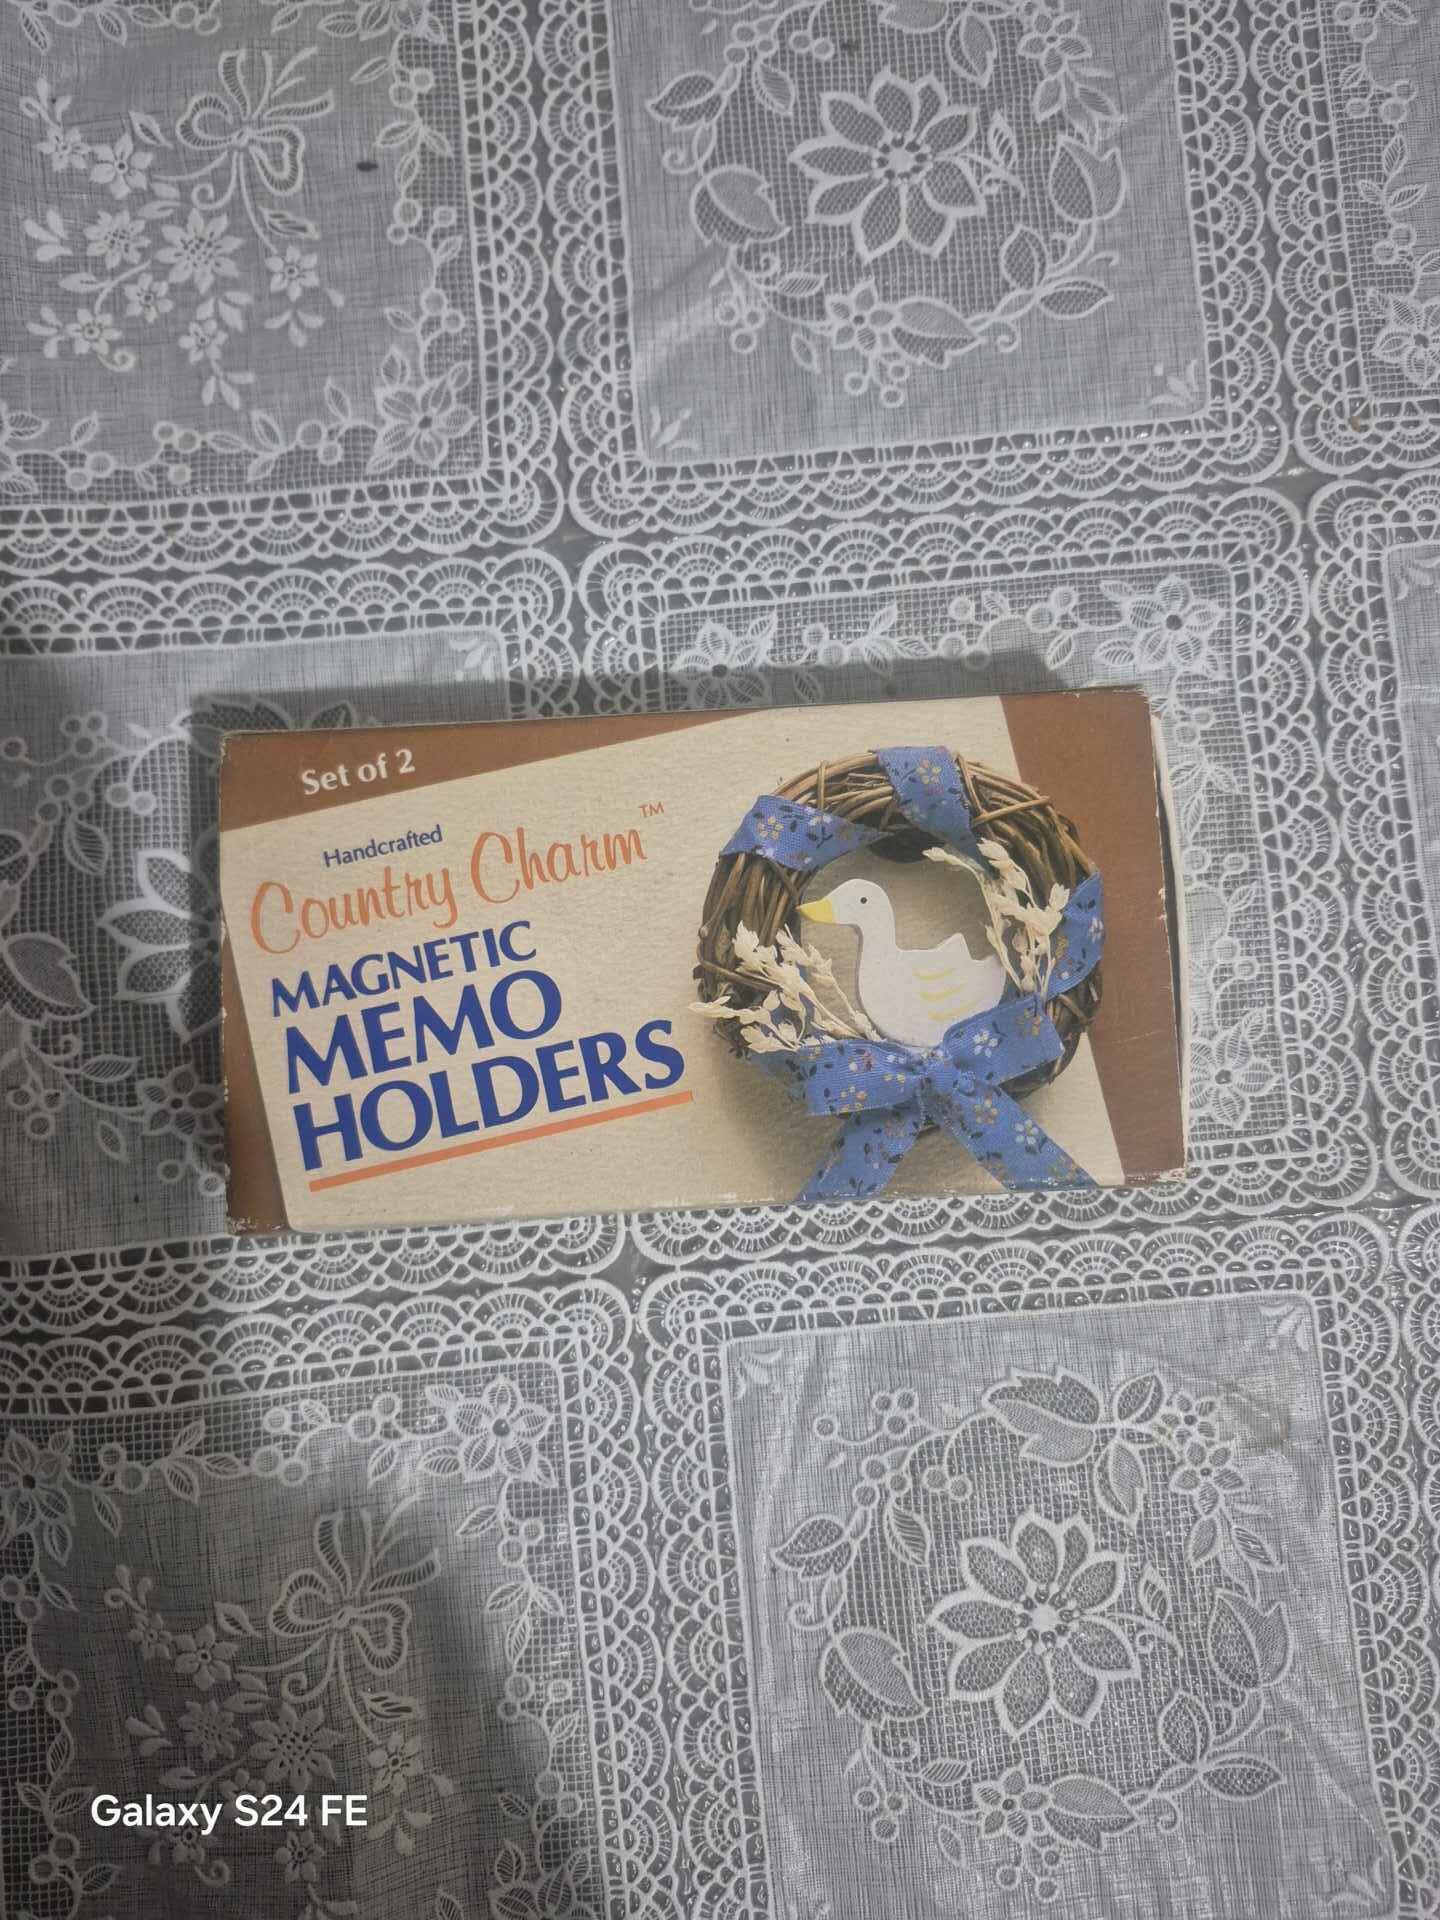 Set of 2
Handcrafted
Country Charm™
MAGNETIC
MEMO
HOLDERS
Galaxy S24 FE